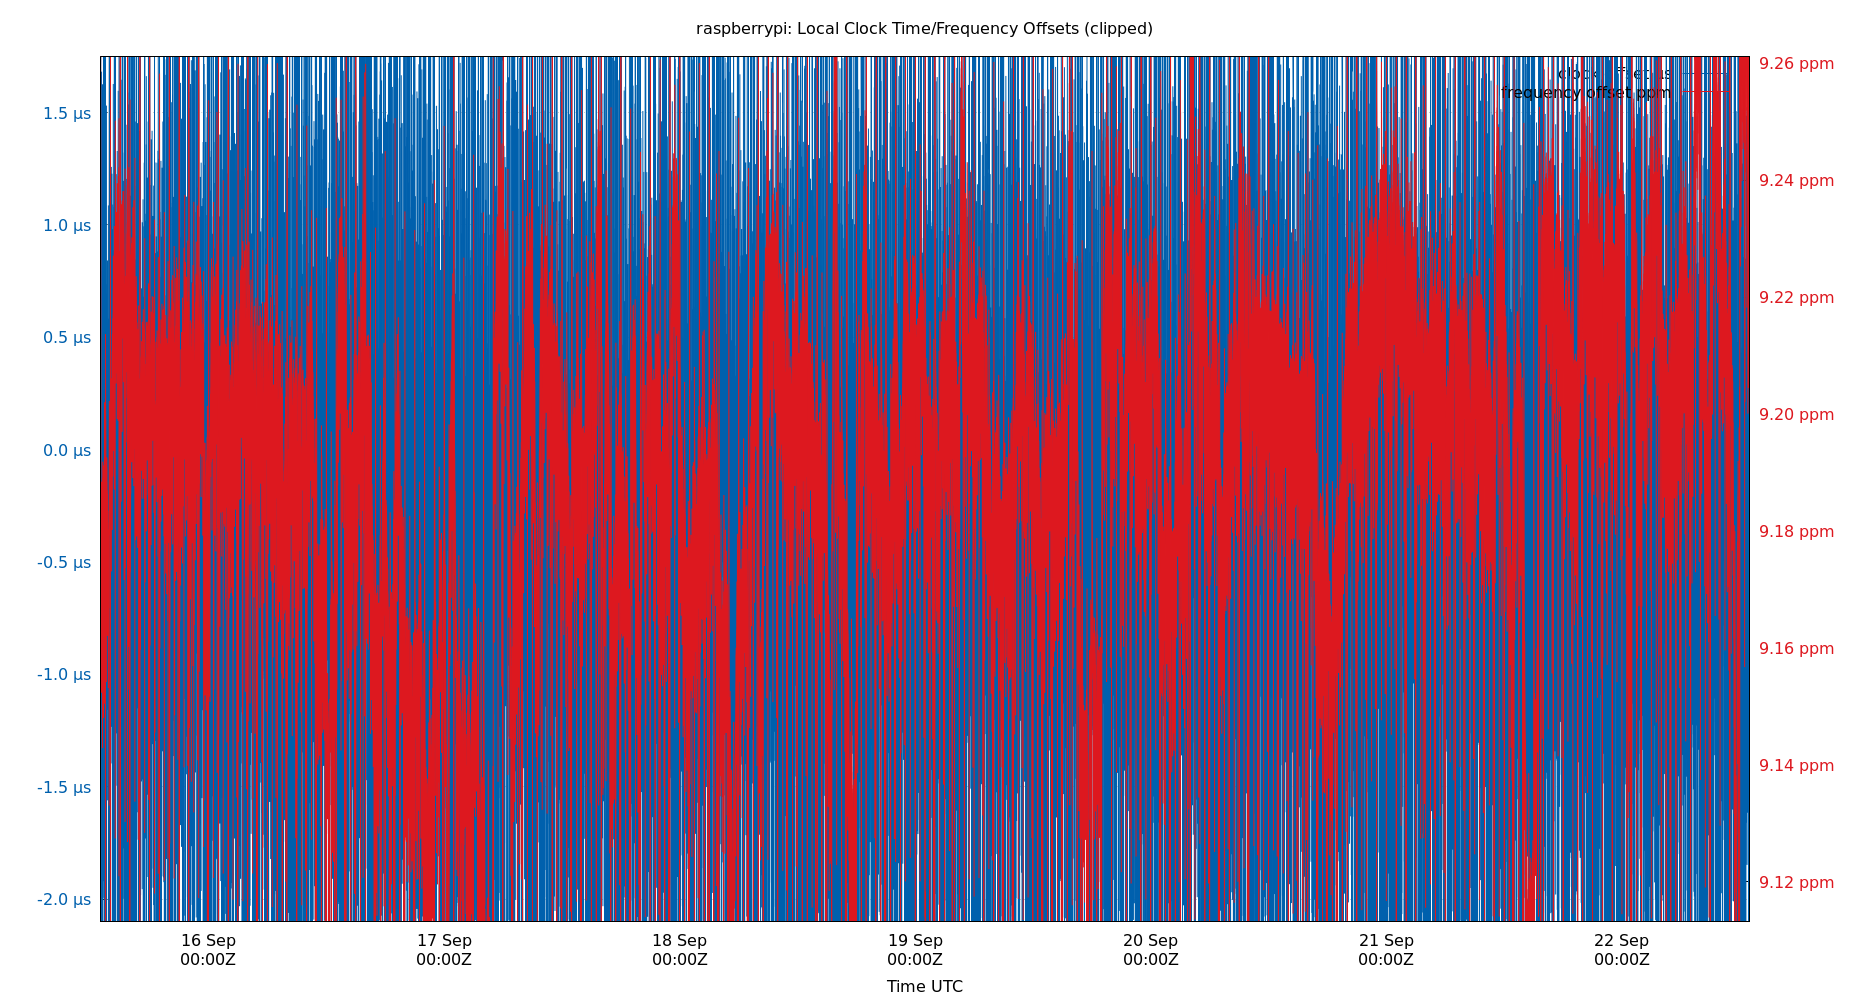 raspberrypi: Local Clock Time/Frequency Offsets (clipped)
clock offset µs
frequency offset ppm
1.5 µs
1.0 µs
0.5 µs
0.0 µs
-0.5 µs
-1.0 µs
-1.5 µs
-2.0 µs
9.26 ppm
9.24 ppm
9.22 ppm
9.20 ppm
9.18 ppm
9.16 ppm
9.14 ppm
9.12 ppm
16 Sep
00:00Z
17 Sep
00:00Z
18 Sep
00:00Z
19 Sep
00:00Z
20 Sep
00:00Z
21 Sep
00:00Z
22 Sep
00:00Z
Time UTC